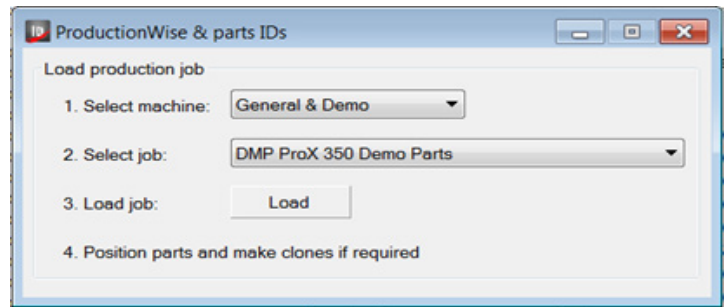 ID ProductionWise & parts IDs
Load production job
1. Select machine: General & Demo
2. Select job: DMP ProX 350 Demo Parts
3. Load job: Load
4. Position parts and make clones if required